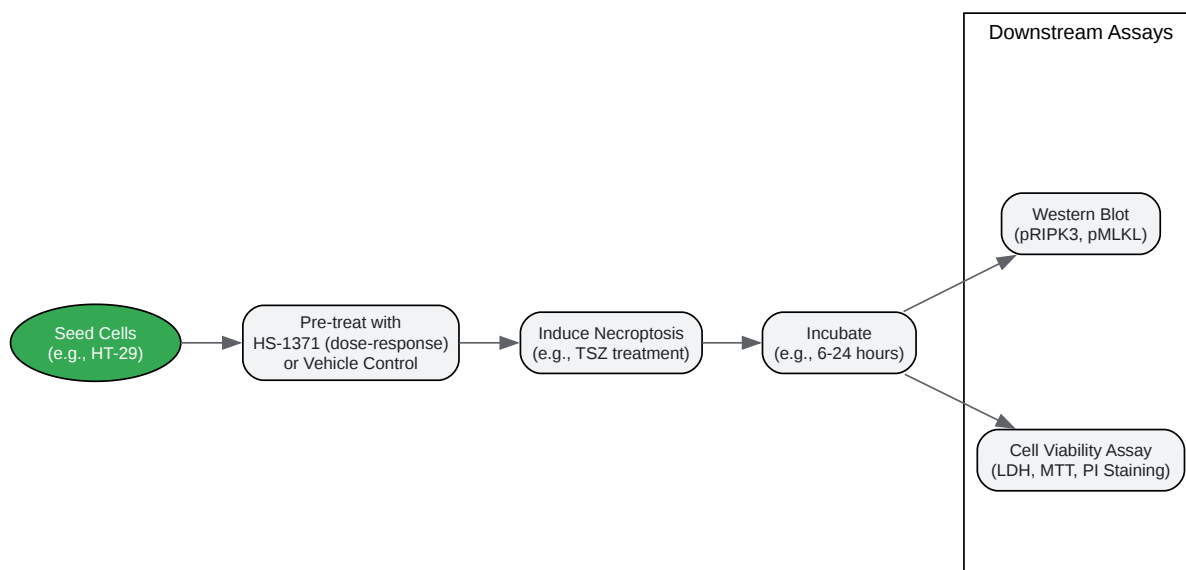 Downstream Assays
Seed Cells
(e.g., HT-29)
Pre-treat with
HS-1371 (dose-response)
or Vehicle Control
Induce Necroptosis
(e.g., TSZ treatment)
Incubate
(e.g., 6-24 hours)
Western Blot
(pRIPK3, pMLKL)
Cell Viability Assay
(LDH, MTT, PI Staining)